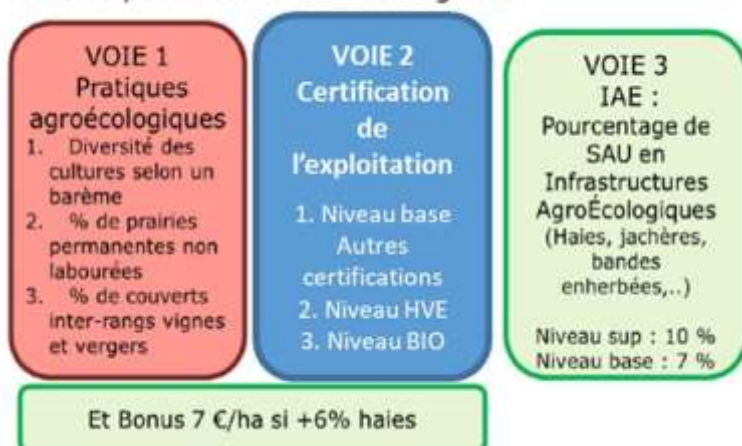 VOIE 1
Pratiques
agroécologiques
1. Diversité des
cultures selon un
barème
2. % de prairies
permanentes non
labourées
3. % de couverts
inter-rangs vignes
et vergers
VOIE 2
Certification
de
l'exploitation
1. Niveau base
Autres
certifications
2. Niveau HVE
3. Niveau BIO
VOIE 3
IAE :
Pourcentage de
SAU en
Infrastructures
AgroÉcologiques
(Haies, jachères,
bandes
enherbées,..)
Niveau sup : 10 %
Niveau base : 7 %
Et Bonus 7 €/ha si +6% haies